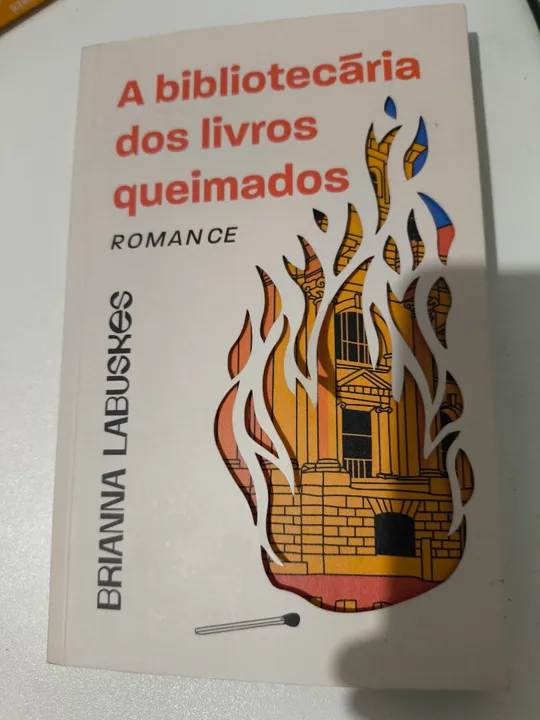 A bibliotecária
dos livros
queimados
ROMANCE
BRIANNA LABUSKES